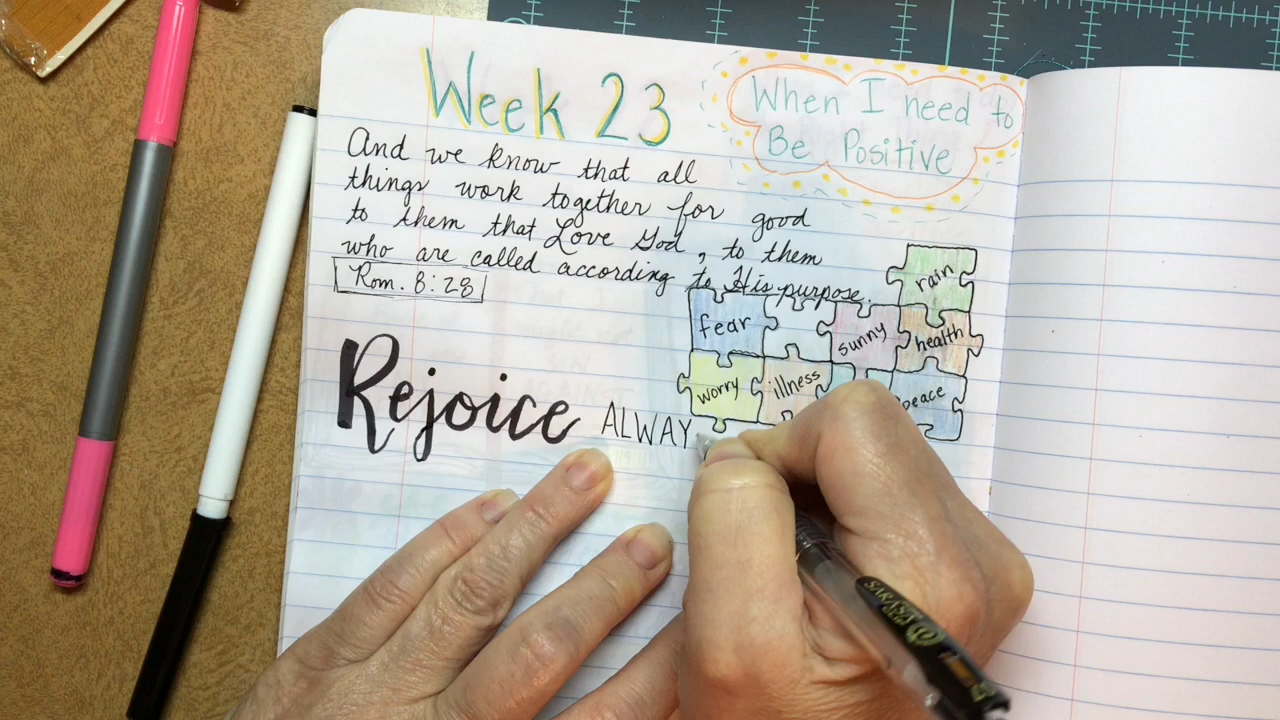 Week 23
When I need to
Be Positive
And we know that all
things work together for good
to them that Love God, to them
who are called according to His purpose.
Rom. 8:28
rain
fear
sunny
health
worry
illness
peace
Rejoice ALWAY
SARASA